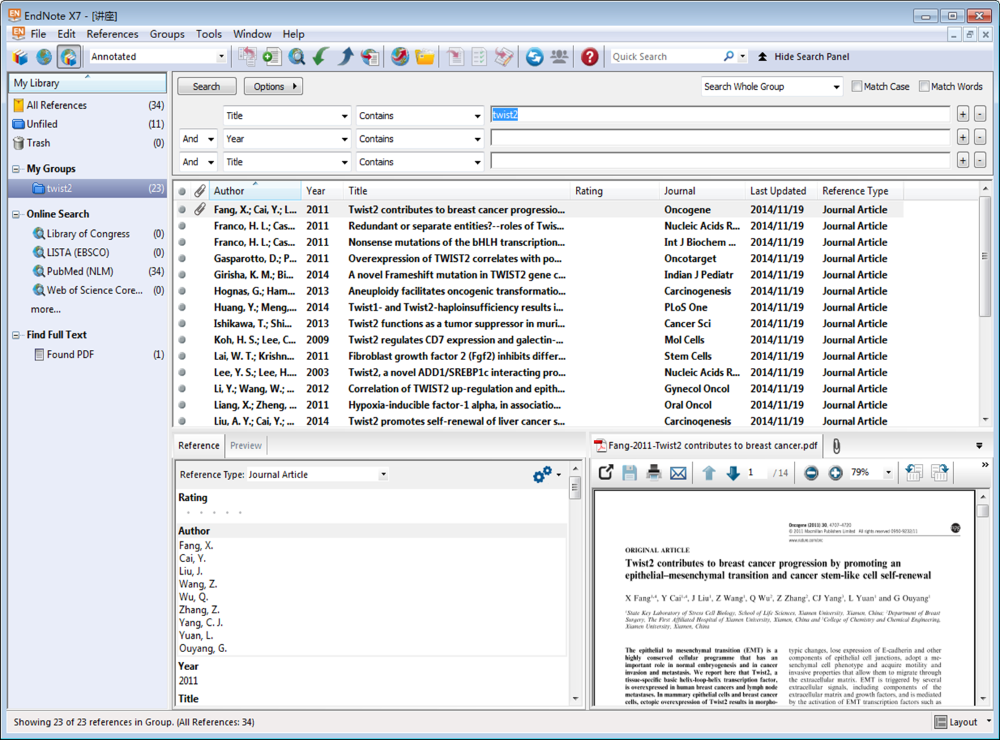 EndNote X7 - [讲座]
File Edit References Groups Tools Window Help
Annotated
Quick Search
Hide Search Panel
My Library
All References (34)
Unfiled (11)
Trash (0)
My Groups
twist2 (23)
Online Search
Library of Congress (0)
LISTA (EBSCO) (0)
PubMed (NLM) (34)
Web of Science Core... (0)
more...
Find Full Text
Found PDF (1)
Search Options Search Whole Group Match Case Match Words
Title Contains twist2 + -
And Year Contains + -
And Title Contains + -
Author Year Title Rating Journal Last Updated Reference Type
Fang, X.; Cai, Y.; L... 2011 Twist2 contributes to breast cancer progressio... Oncogene 2014/11/19 Journal Article
Franco, H. L.; Cas... 2011 Redundant or separate entities?--roles of Twis... Nucleic Acids R... 2014/11/19 Journal Article
Franco, H. L.; Cas... 2011 Nonsense mutations of the bHLH transcription... Int J Biochem ... 2014/11/19 Journal Article
Gasparotto, D.; P... 2011 Overexpression of TWIST2 correlates with po... Oncotarget 2014/11/19 Journal Article
Girisha, K. M.; Bi... 2014 A novel Frameshift mutation in TWIST2 gene c... Indian J Pediatr 2014/11/19 Journal Article
Hognas, G.; Ham... 2013 Aneuploidy facilitates oncogenic transformatio... Carcinogenesis 2014/11/19 Journal Article
Huang, Y.; Meng,... 2014 Twist1- and Twist2-haploinsufficiency results i... PLoS One 2014/11/19 Journal Article
Ishikawa, T.; Shi... 2013 Twist2 functions as a tumor suppressor in muri... Cancer Sci 2014/11/19 Journal Article
Koh, H. S.; Lee, C... 2009 Twist2 regulates CD7 expression and galectin-... Mol Cells 2014/11/19 Journal Article
Lai, W. T.; Krishn... 2011 Fibroblast growth factor 2 (Fgf2) inhibits differ... Stem Cells 2014/11/19 Journal Article
Lee, Y. S.; Lee, H.... 2003 Twist2, a novel ADD1/SREBP1c interacting pro... Nucleic Acids R... 2014/11/19 Journal Article
Li, Y.; Wang, W.; ... 2012 Correlation of TWIST2 up-regulation and epith... Gynecol Oncol 2014/11/19 Journal Article
Liang, X.; Zheng, ... 2011 Hypoxia-inducible factor-1 alpha, in associatio... Oral Oncol 2014/11/19 Journal Article
Liu, A. Y.; Cai, Y.; ... 2014 Twist2 promotes self-renewal of liver cancer s... Carcinogenesis 2014/11/19 Journal Article
Reference Preview
Reference Type: Journal Article
Rating
Author
Fang, X.
Cai, Y.
Liu, J.
Wang, Z.
Wu, Q.
Zhang, Z.
Yang, C. J.
Yuan, L.
Ouyang, G.
Year
2011
Title
Fang-2011-Twist2 contributes to breast cancer.pdf
1 / 14 79%
Oncogene (2011) 30, 4707–4720
© 2011 Macmillan Publishers Limited All rights reserved 0950-9232/11
www.nature.com/onc
npg
ORIGINAL ARTICLE
Twist2 contributes to breast cancer progression by promoting an
epithelial–mesenchymal transition and cancer stem-like cell self-renewal
X Fang1,4, Y Cai1,4, J Liu1, Z Wang1, Q Wu2, Z Zhang2, CJ Yang3, L Yuan1 and G Ouyang1
1State Key Laboratory of Stress Cell Biology, School of Life Sciences, Xiamen University, Xiamen, China; 2Department of Breast
Surgery, The First Affiliated Hospital of Xiamen University, Xiamen, China and 3College of Chemistry and Chemical Engineering,
Xiamen University, Xiamen, China
The epithelial to mesenchymal transition (EMT) is a
highly conserved cellular programme that has an
important role in normal embryogenesis and in cancer
invasion and metastasis. We report here that Twist2, a
tissue-specific basic helix-loop-helix transcription factor,
is overexpressed in human breast cancers and lymph node
metastases. In mammary epithelial cells and breast cancer
cells, ectopic overexpression of Twist2 results in morpho-
typic changes, lose expression of E-cadherin and other
components of epithelial cell junctions, adopt a me-
senchymal cell phenotype and acquire motility and
invasive properties that allow them to migrate through
the extracellular matrix. EMT is triggered by several
extracellular signals, including components of the
extracellular matrix and growth factors, and is mediated
by the activation of EMT transcription factors such as
Showing 23 of 23 references in Group. (All References: 34)
Layout